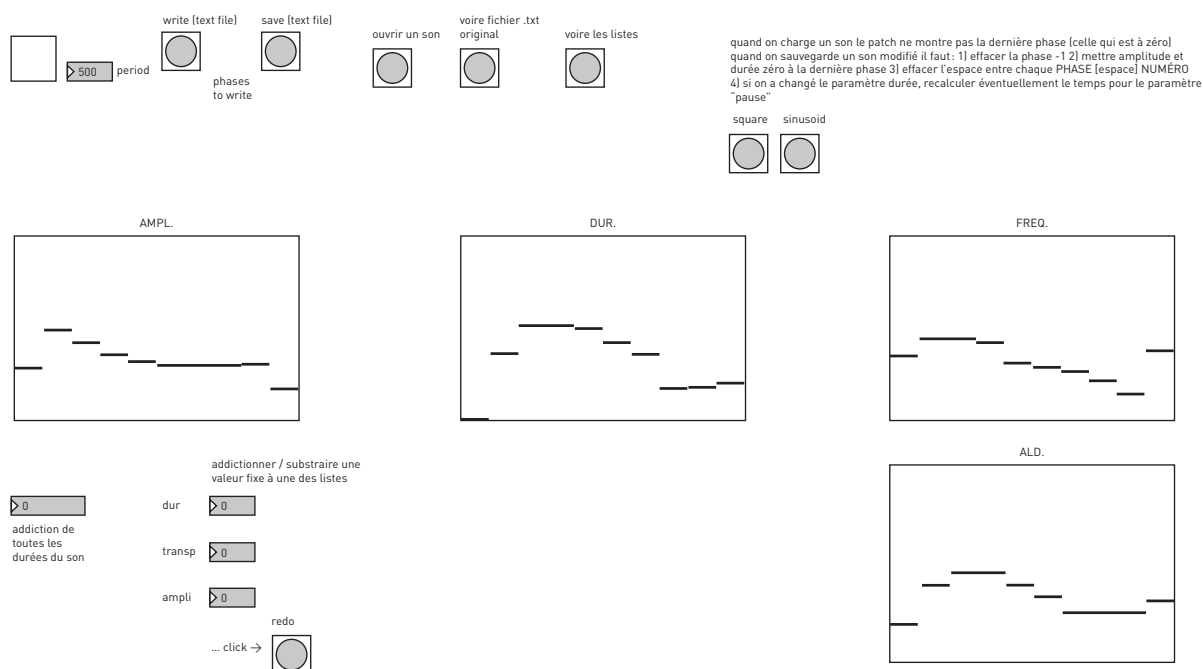 write (text file)
save (text file)
500
period
phases
to write
ouvrir un son
voire fichier .txt
original
voire les listes
quand on charge un son le patch ne montre pas la dernière phase (celle qui est à zéro)
quand on sauvegarde un son modifié il faut : 1) effacer la phase -1 2) mettre amplitude et
durée zéro à la dernière phase 3) effacer l'espace entre chaque PHASE [espace] NUMÉRO
4) si on a changé le paramètre durée, recalculer éventuellement le temps pour le paramètre
"pause"
square
sinusoid
AMPL.
DUR.
FREQ.
ALD.
addictionner / substraire une
valeur fixe à une des listes
0
addiction de
toutes les
durées du son
dur
0
transp
0
ampli
0
redo
... click →